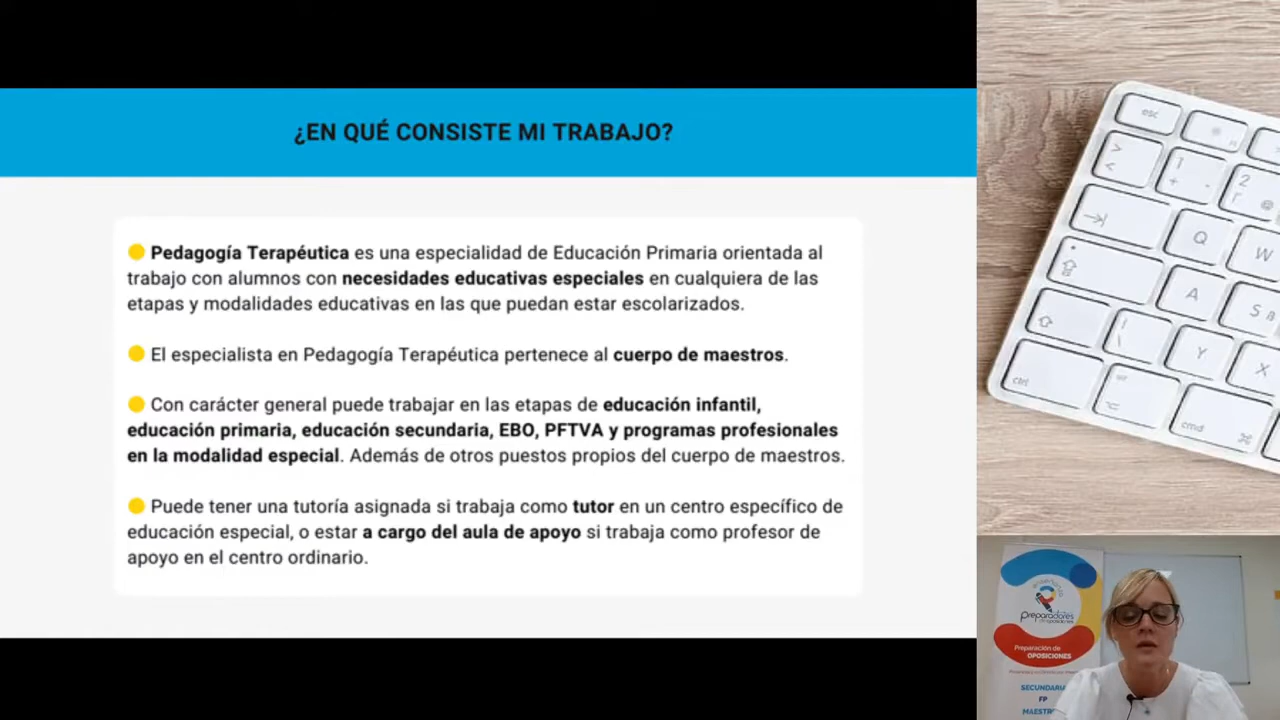 ¿EN QUÉ CONSISTE MI TRABAJO?
Pedagogía Terapéutica es una especialidad de Educación Primaria orientada al
trabajo con alumnos con necesidades educativas especiales en cualquiera de las
etapas y modalidades educativas en las que puedan estar escolarizados.
El especialista en Pedagogía Terapéutica pertenece al cuerpo de maestros.
Con carácter general puede trabajar en las etapas de educación infantil,
educación primaria, educación secundaria, EBO, PFTVA y programas profesionales
en la modalidad especial. Además de otros puestos propios del cuerpo de maestros.
Puede tener una tutoría asignada si trabaja como tutor en un centro específico de
educación especial, o estar a cargo del aula de apoyo si trabaja como profesor de
apoyo en el centro ordinario.
esc
1
2
Q
W
A
S
Y
X
ctrl
cmd
preparadores
Preparación de
OPOSICIONES
SECUNDARIA
FP